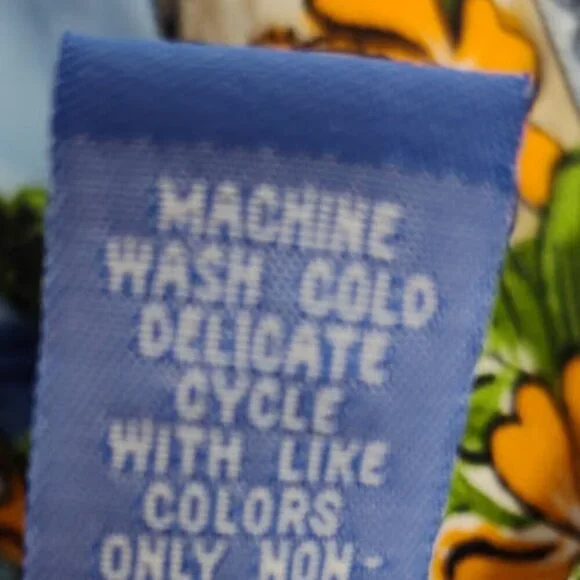 MACHINE
WASH COLD
DELICATE
CYCLE
WITH LIKE
COLORS
ONLY NON-